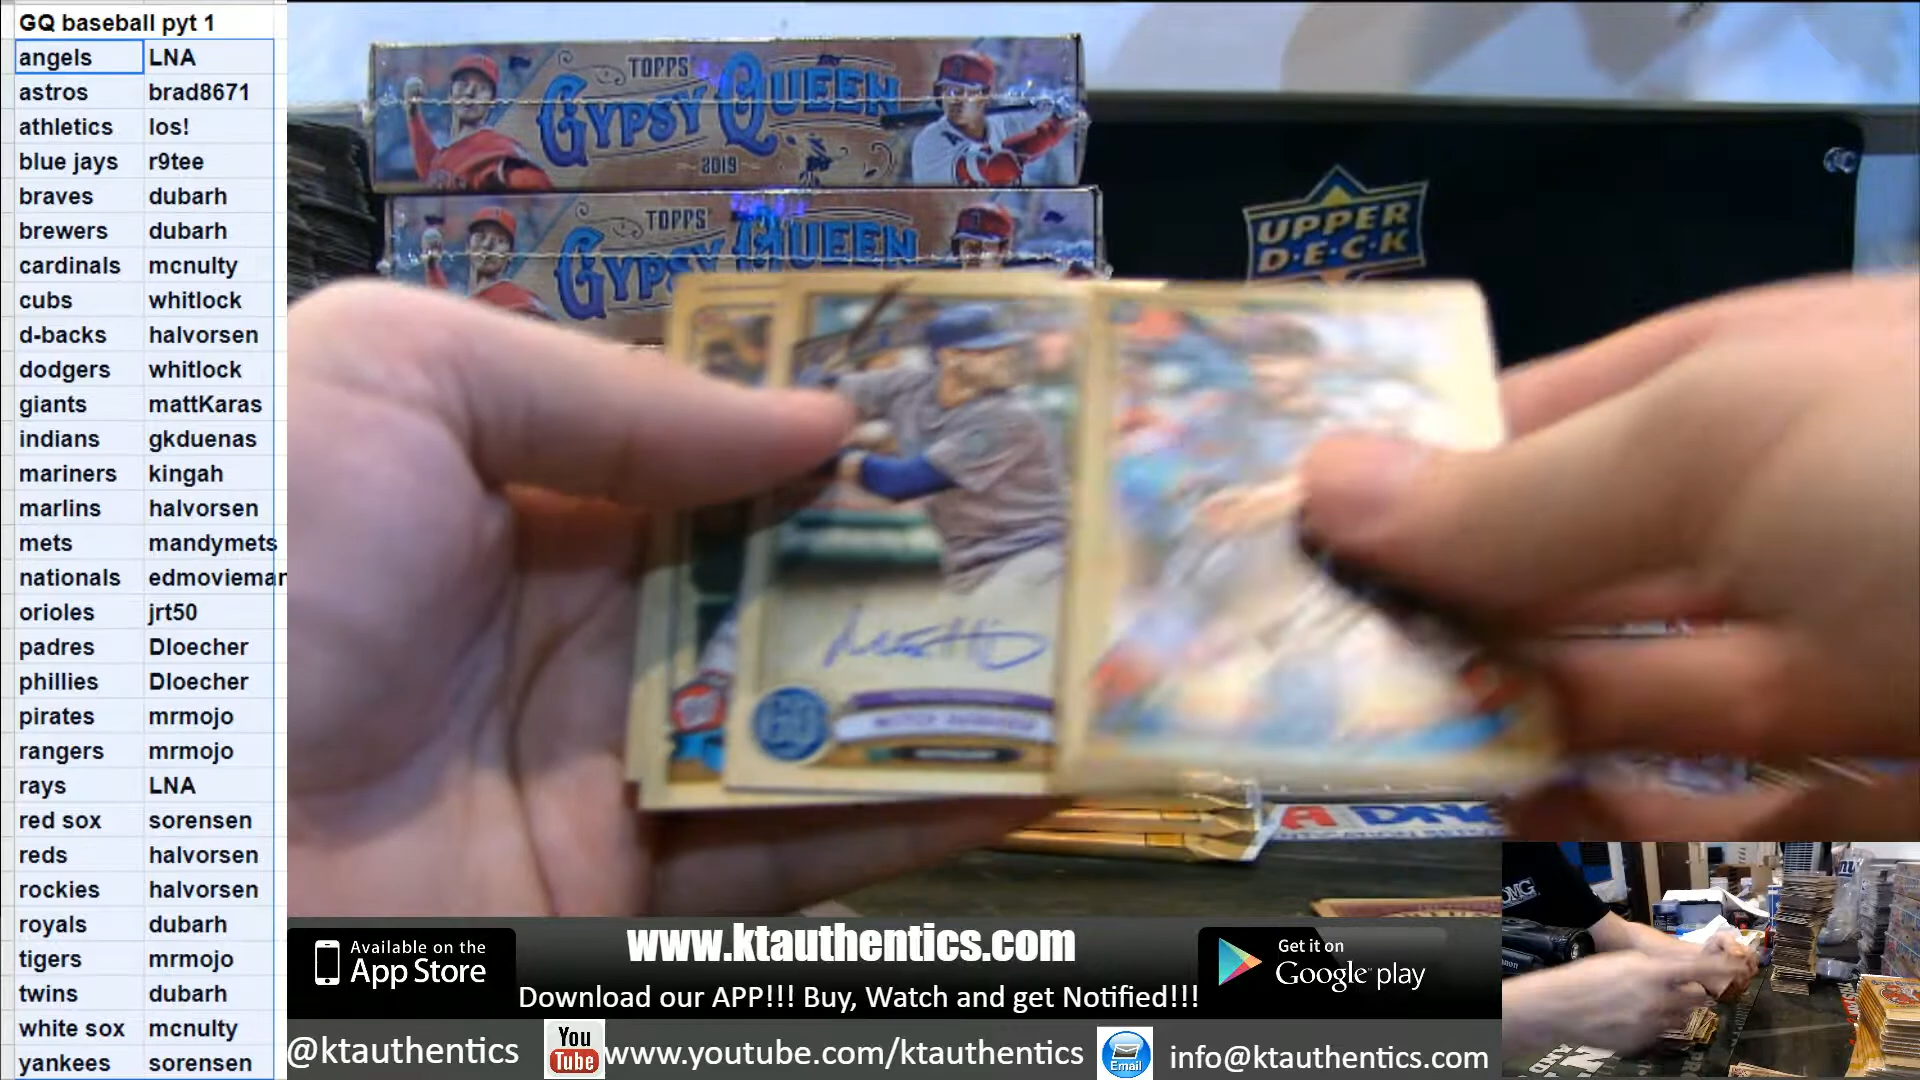 GQ baseball pyt 1
angels LNA
astros brad8671
athletics los!
blue jays r9tee
braves dubarh
brewers dubarh
cardinals mcnulty
cubs whitlock
d-backs halvorsen
dodgers whitlock
giants mattKaras
indians gkduenas
mariners kingah
marlins halvorsen
mets mandymets
nationals edmovieman
orioles jrt50
padres Dloecher
phillies Dloecher
pirates mrmojo
rangers mrmojo
rays LNA
red sox sorensen
reds halvorsen
rockies halvorsen
royals dubarh
tigers mrmojo
twins dubarh
white sox mcnulty
yankees sorensen
TOPPS
GYPSY QUEEN
2019
TOPPS
GYPSY QUEEN
UPPER
D·E·C·K
GQ
Available on the
App Store
www.ktauthentics.com
Get it on
Google play
Download our APP!!! Buy, Watch and get Notified!!!
@ktauthentics
You
Tube
www.youtube.com/ktauthentics
Email
info@ktauthentics.com